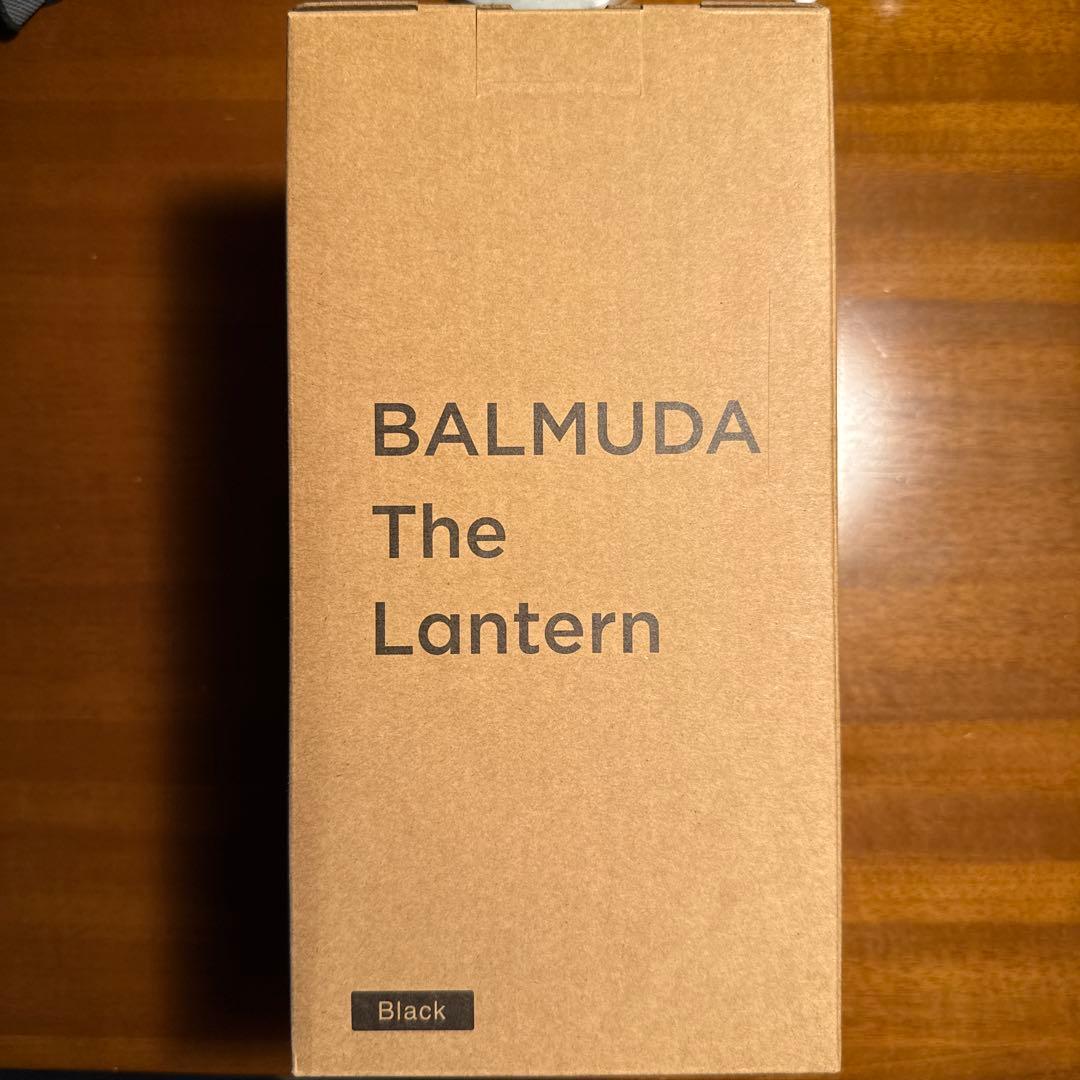 BALMUDA
The
Lantern
Black